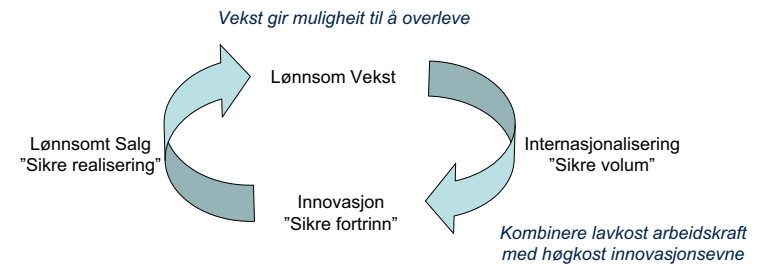 Vekst gir muligheit til å overleve
Lønnsom Vekst
Lønnsomt Salg
"Sikre realisering"
Internasjonalisering
"Sikre volum"
Innovasjon
"Sikre fortrinn"
Kombinere lavkost arbeidskraft
med høgkost innovasjonsevne